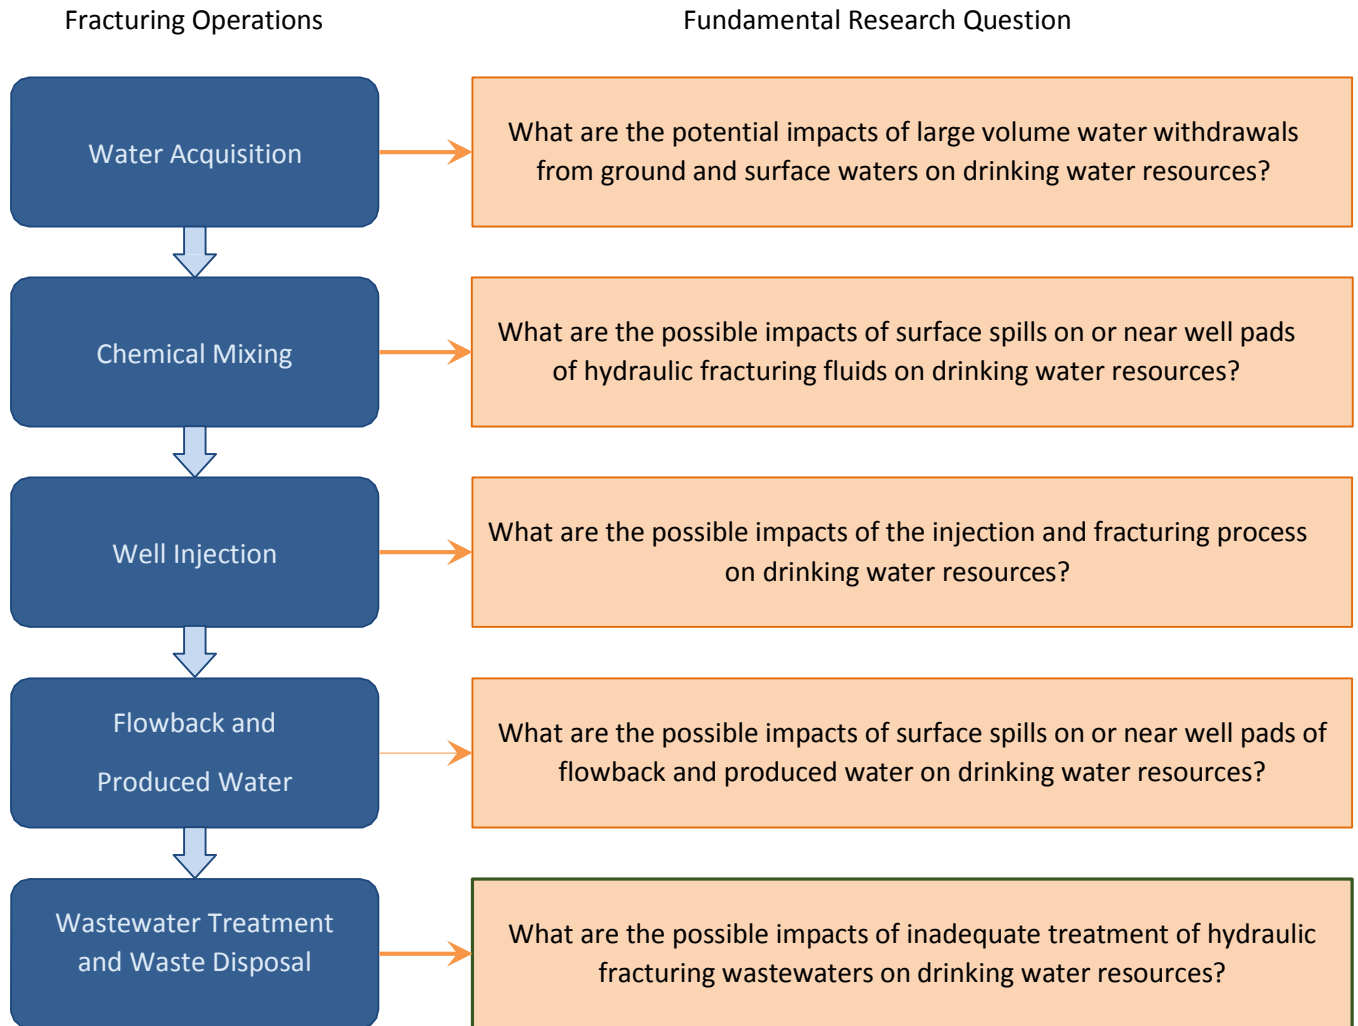 Fracturing Operations
Fundamental Research Question
Water Acquisition
What are the potential impacts of large volume water withdrawals
from ground and surface waters on drinking water resources?
Chemical Mixing
What are the possible impacts of surface spills on or near well pads
of hydraulic fracturing fluids on drinking water resources?
Well Injection
What are the possible impacts of the injection and fracturing process
on drinking water resources?
Flowback and
Produced Water
What are the possible impacts of surface spills on or near well pads of
flowback and produced water on drinking water resources?
Wastewater Treatment
and Waste Disposal
What are the possible impacts of inadequate treatment of hydraulic
fracturing wastewaters on drinking water resources?